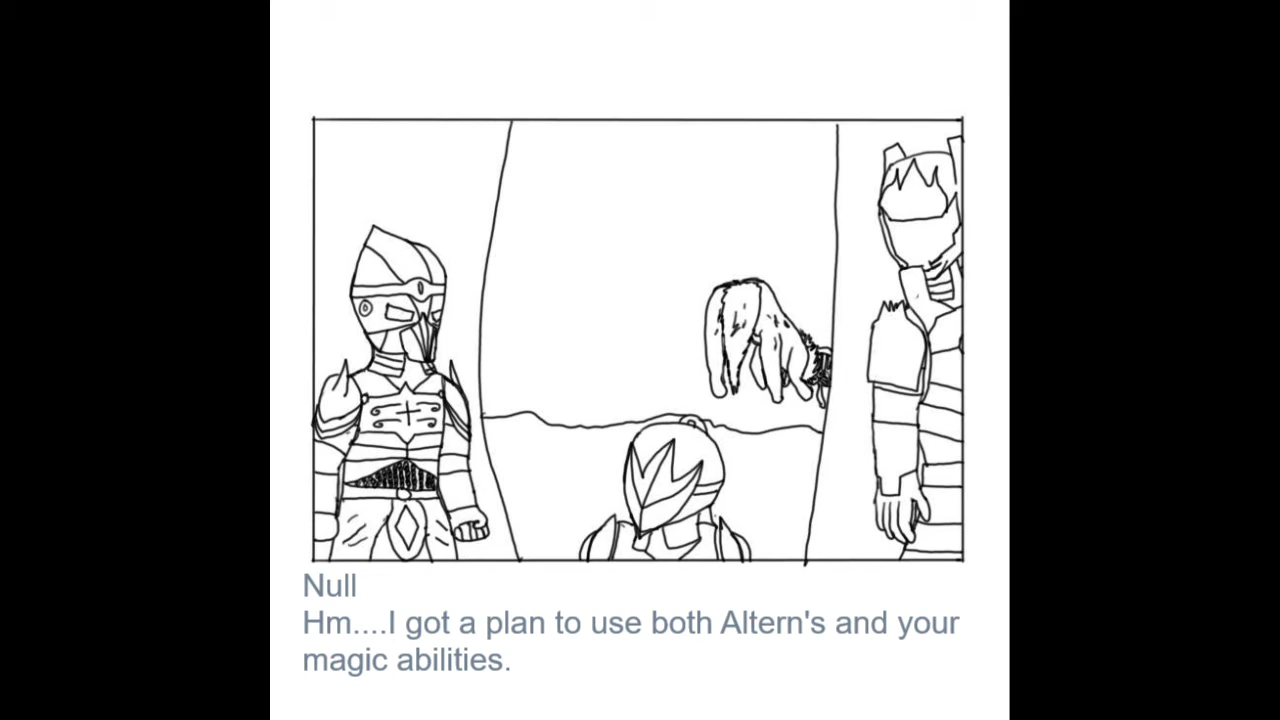 Null
Hm....I got a plan to use both Altern's and your
magic abilities.